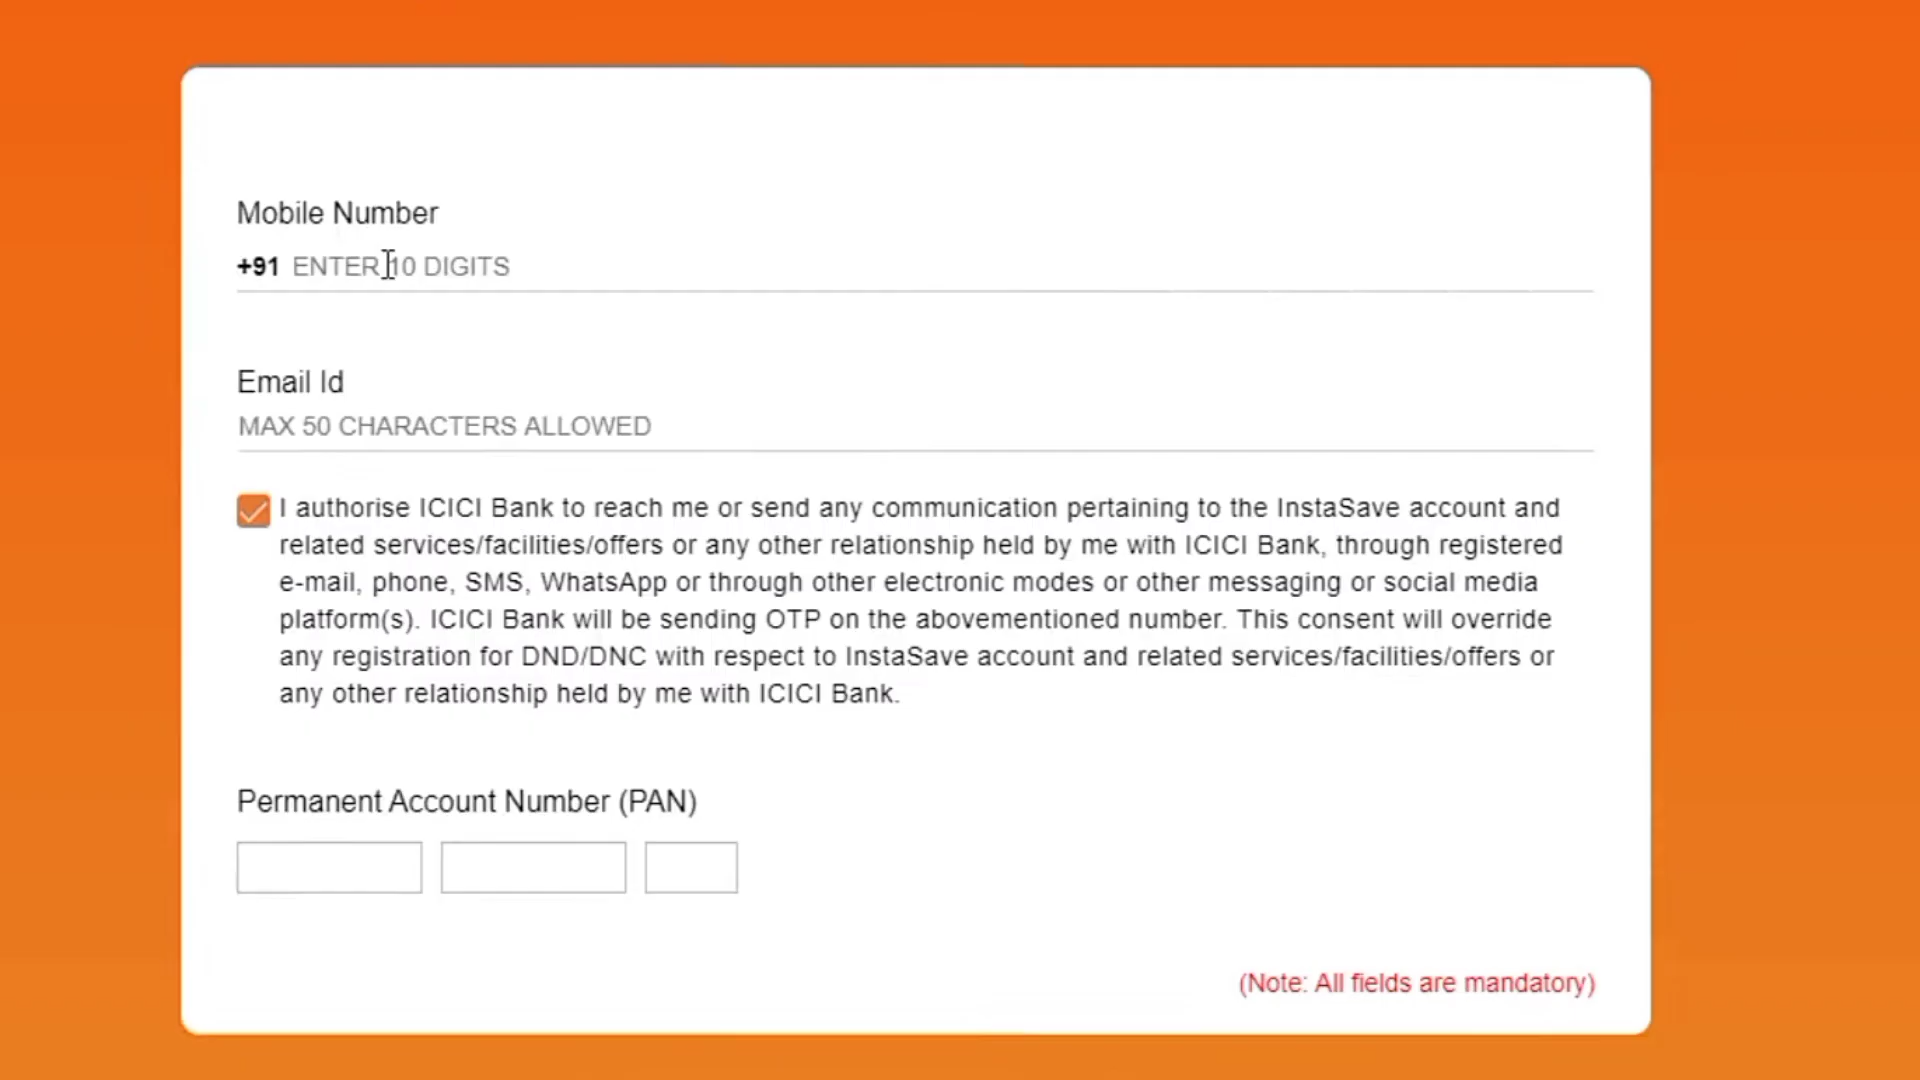 Mobile Number
+91 ENTER 10 DIGITS
Email Id
MAX 50 CHARACTERS ALLOWED
I authorise ICICI Bank to reach me or send any communication pertaining to the InstaSave account and
related services/facilities/offers or any other relationship held by me with ICICI Bank, through registered
e-mail, phone, SMS, WhatsApp or through other electronic modes or other messaging or social media
platform(s). ICICI Bank will be sending OTP on the abovementioned number. This consent will override
any registration for DND/DNC with respect to InstaSave account and related services/facilities/offers or
any other relationship held by me with ICICI Bank.
Permanent Account Number (PAN)
(Note: All fields are mandatory)